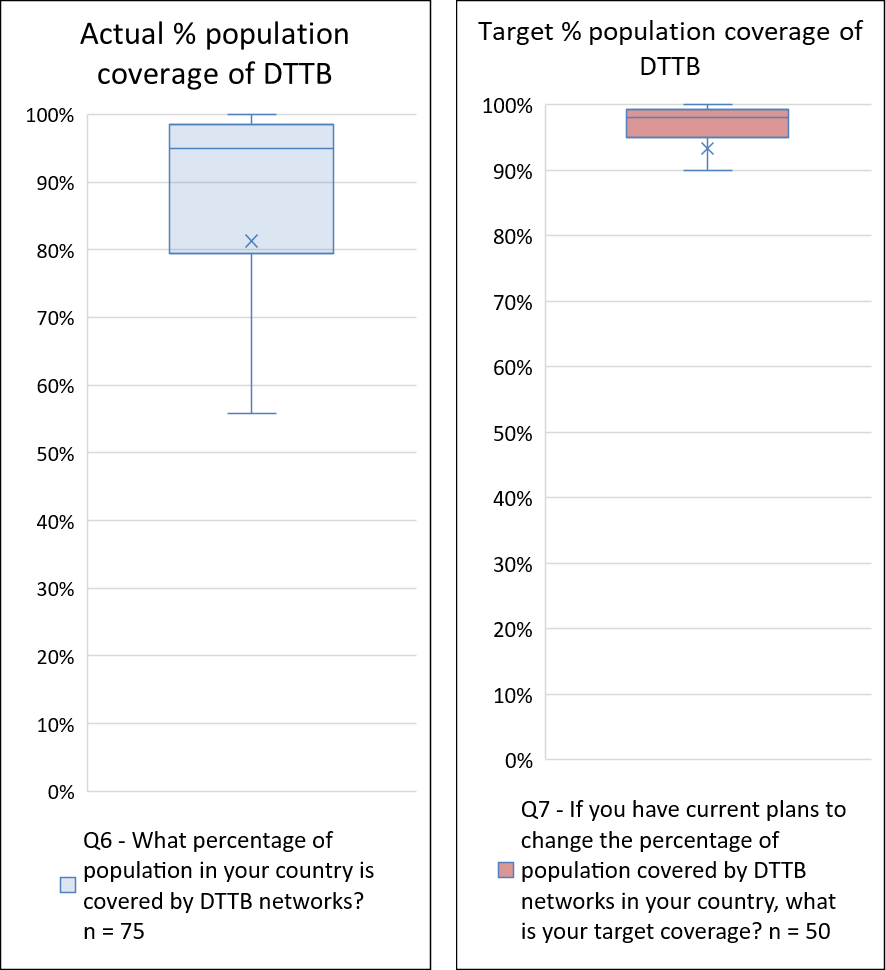 Actual % population
coverage of DTTB
100%
90%
80%
70%
60%
50%
40%
30%
20%
10%
0%
Q6 - What percentage of
population in your country is
covered by DTTB networks?
n = 75
Target % population coverage of
DTTB
100%
90%
80%
70%
60%
50%
40%
30%
20%
10%
0%
Q7 - If you have current plans to
change the percentage of
population covered by DTTB
networks in your country, what
is your target coverage? n = 50